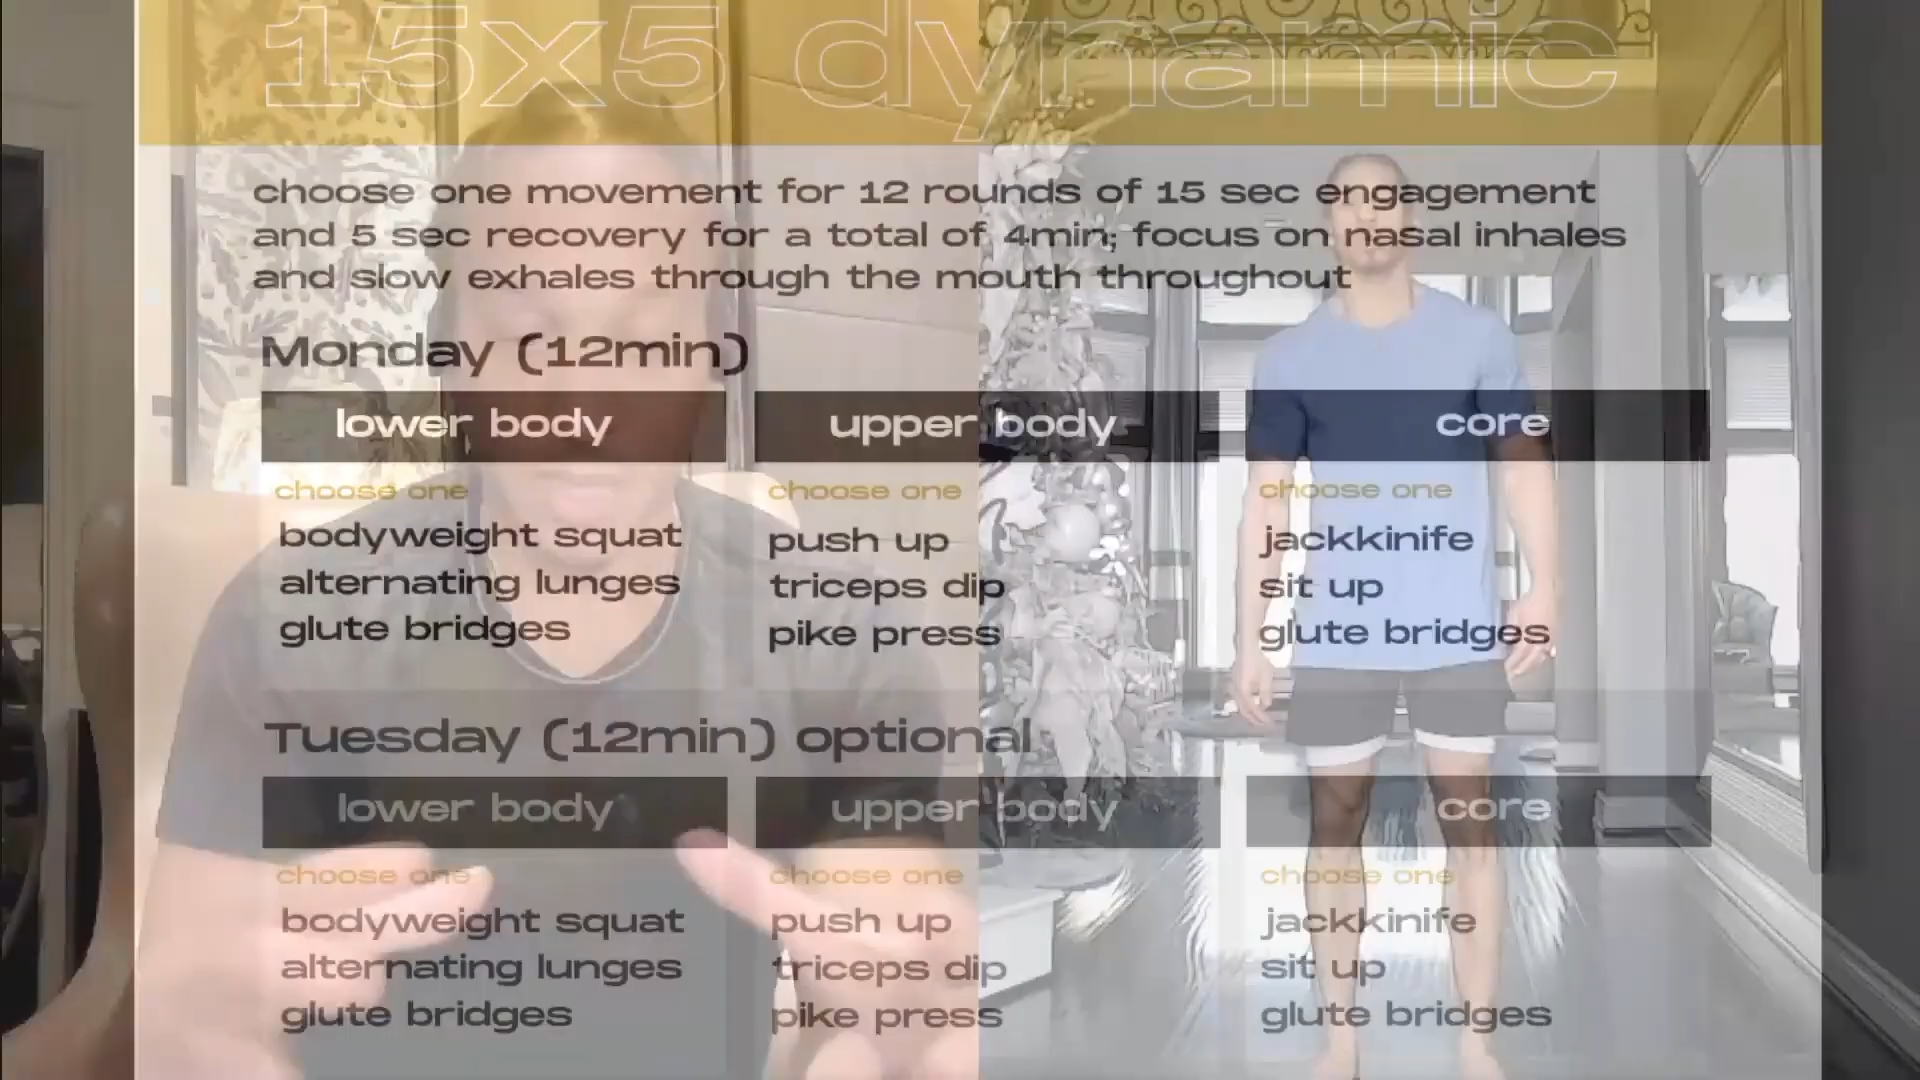 15x5 dynamic
choose one movement for 12 rounds of 15 sec engagement
and 5 sec recovery for a total of 4min; focus on nasal inhales
and slow exhales through the mouth throughout
Monday (12min)
lower body
choose one
bodyweight squat
alternating lunges
glute bridges
upper body
choose one
push up
triceps dip
pike press
core
choose one
jackkinife
sit up
glute bridges
Tuesday (12min) optional
lower body
choose one
bodyweight squat
alternating lunges
glute bridges
upper body
choose one
push up
triceps dip
pike press
core
choose one
jackkinife
sit up
glute bridges